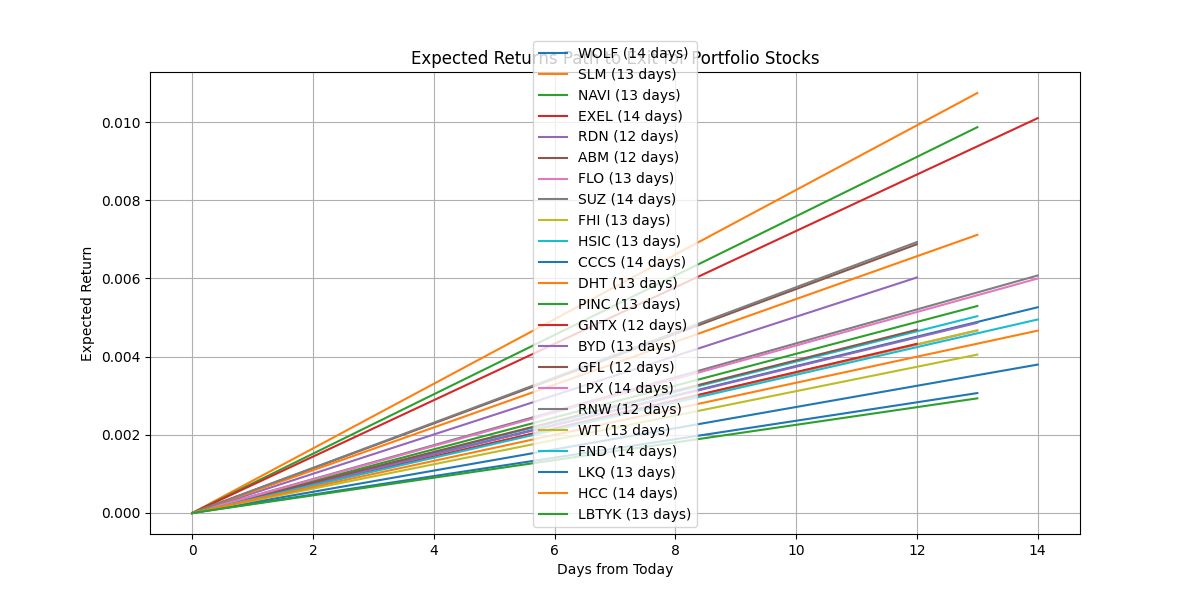 Expected Returns Path to Exit for Portfolio Stocks
WOLF (14 days)
SLM (13 days)
NAVI (13 days)
EXEL (14 days)
RDN (12 days)
ABM (12 days)
FLO (13 days)
SUZ (14 days)
FHI (13 days)
HSIC (13 days)
CCCS (14 days)
DHT (13 days)
PINC (13 days)
GNTX (12 days)
BYD (13 days)
GFL (12 days)
LPX (14 days)
RNW (12 days)
WT (13 days)
FND (14 days)
LKQ (13 days)
HCC (14 days)
LBTYK (13 days)
Expected Return
0.010
0.008
0.006
0.004
0.002
0.000
0 2 4 6 8 10 12 14
Days from Today